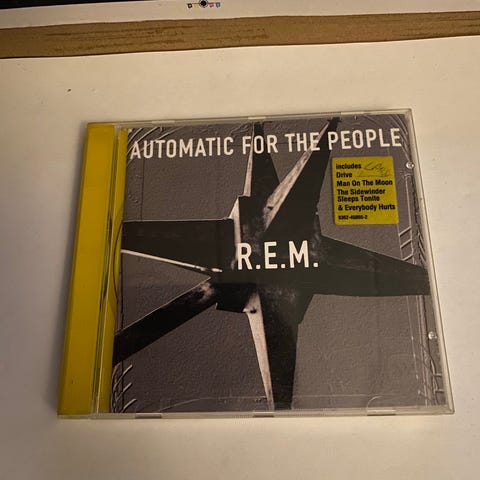 AUTOMATIC FOR THE PEOPLE
includes
Drive
Man On The Moon
The Sidewinder
Sleeps Tonite
& Everybody Hurts
R.E.M.